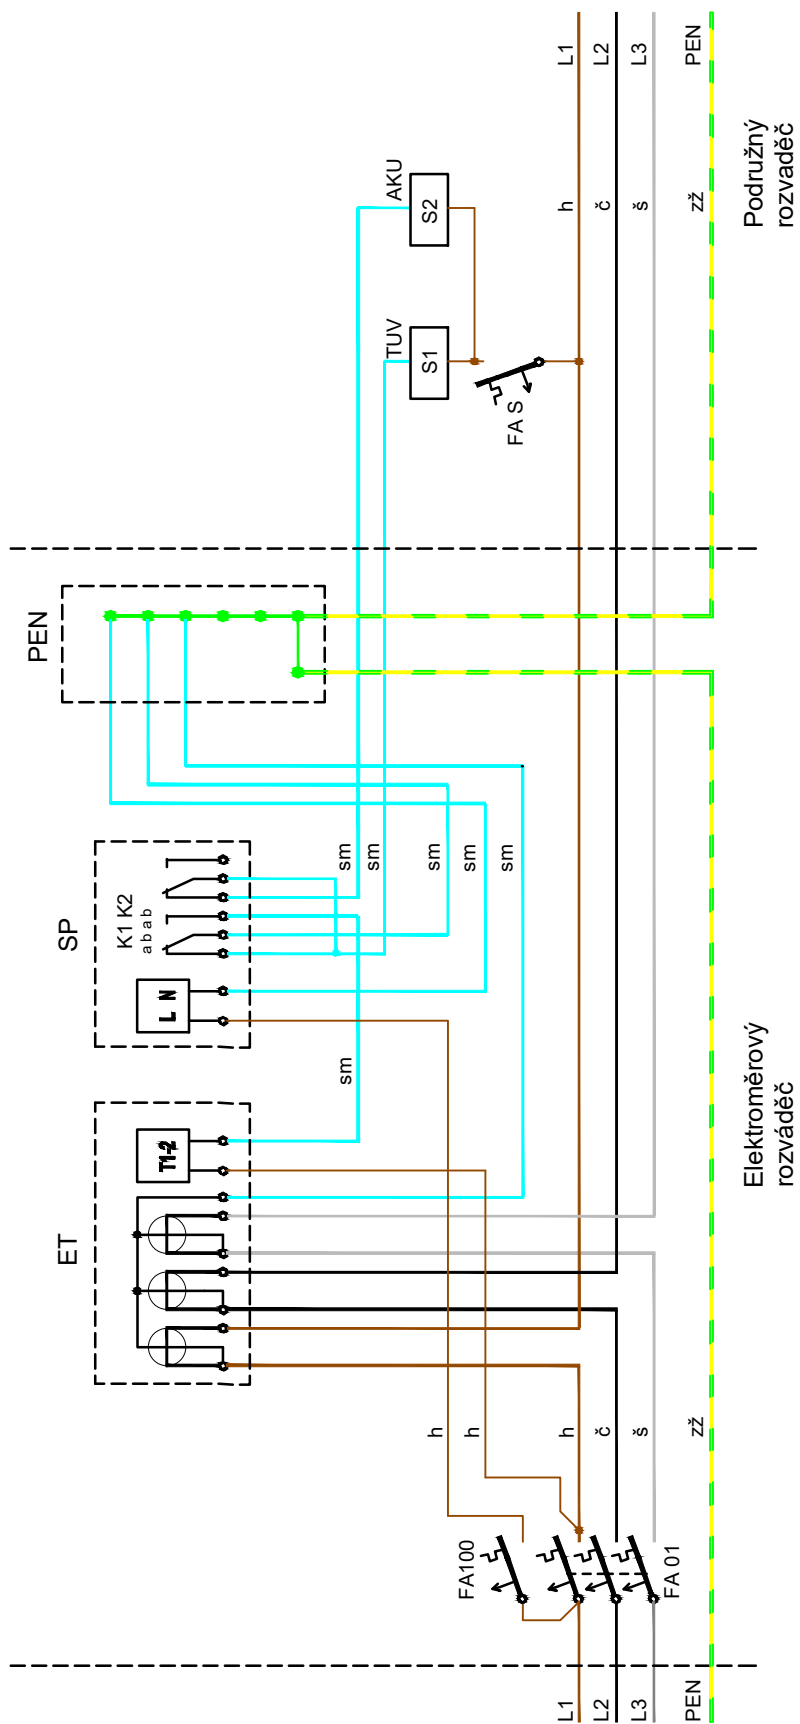 L1
L2
L3
PEN
Podružný
rozvaděč
h
č
š
zž
AKU
S2
TUV
S1
FA S
PEN
SP
K1 K2
a b a b
L N
sm
sm
sm
sm
sm
sm
ET
T1-2
Elektroměrový
rozváděč
h
h
h
č
š
zž
FA100
FA 01
L1
L2
L3
PEN